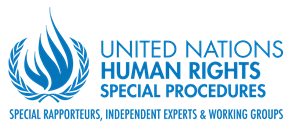 UNITED NATIONS
HUMAN RIGHTS
SPECIAL PROCEDURES
SPECIAL RAPPORTEURS, INDEPENDENT EXPERTS & WORKING GROUPS